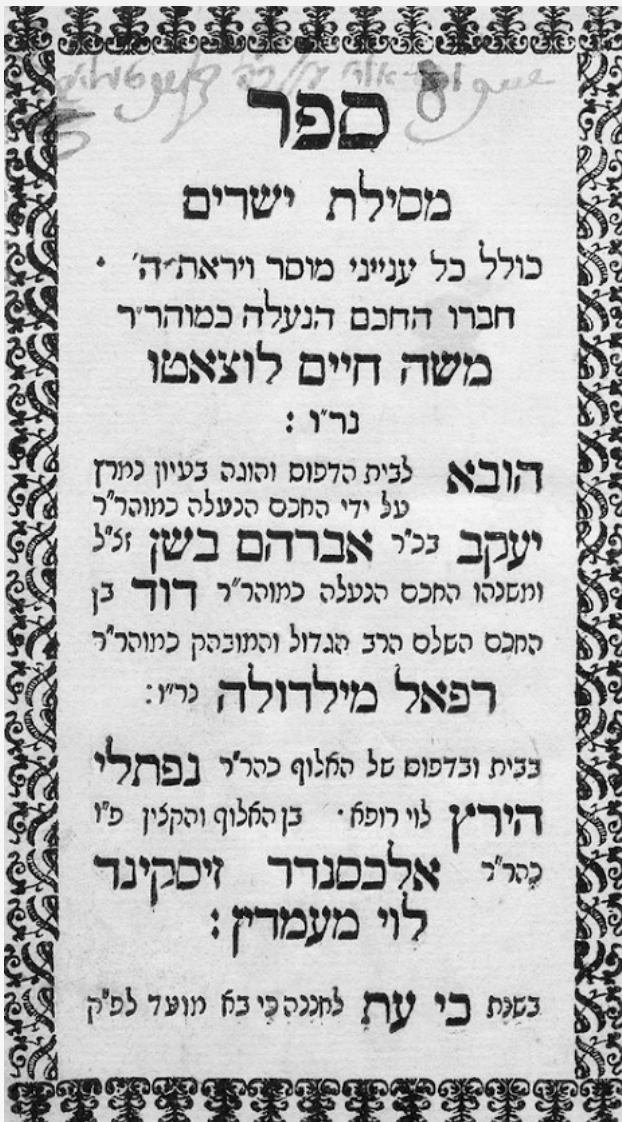 ספר
מסילת ישרים
כולל כל ענייני מוסר ויראת ה׳ ·
חברו החכם הנעלה כמוהר״ר
משה חיים לוצאטו
נר״ו :
הובא לבית הדפוס והוגה בעיון נמרץ
על ידי החכם הנעלה כמוהר״ר
יעקב בכ״ר אברהם בשן זצ״ל
ומשנהו החכם הנעלה כמוהר״ר דוד בן
החכם השלם הרב הגדול והמובהק כמוהר״ר
רפאל מילדולה נר״ו :
בבית ובדפוס של האלוף כהר״ר נפתלי
הירץ לוי רופא · בן האלוף והקצין פ״ו
כהר״ר אלכסנדר זיסקינד
לוי מעמדין :
בשנת כי עת לחננה כי בא מועד לפ״ק